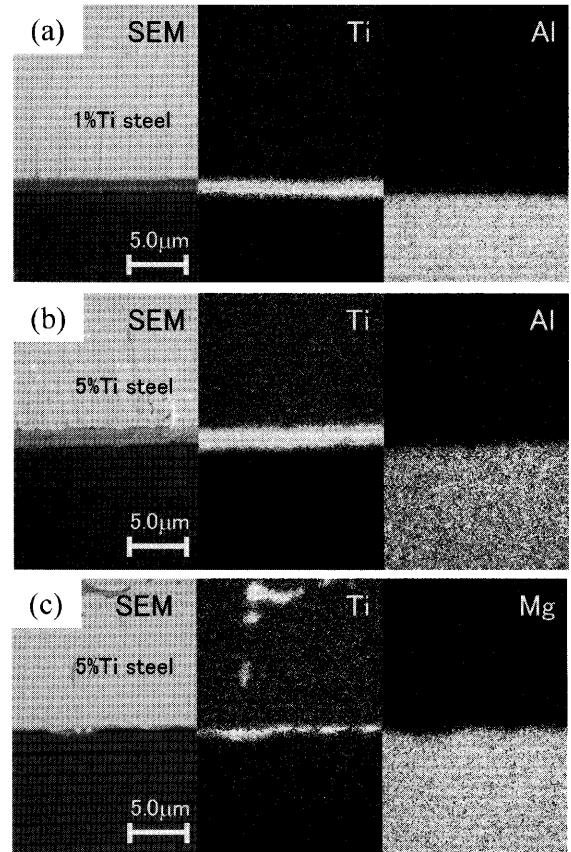 (a) SEM Ti Al
1%Ti steel
5.0μm
(b) SEM Ti Al
5%Ti steel
5.0μm
(c) SEM Ti Mg
5%Ti steel
5.0μm